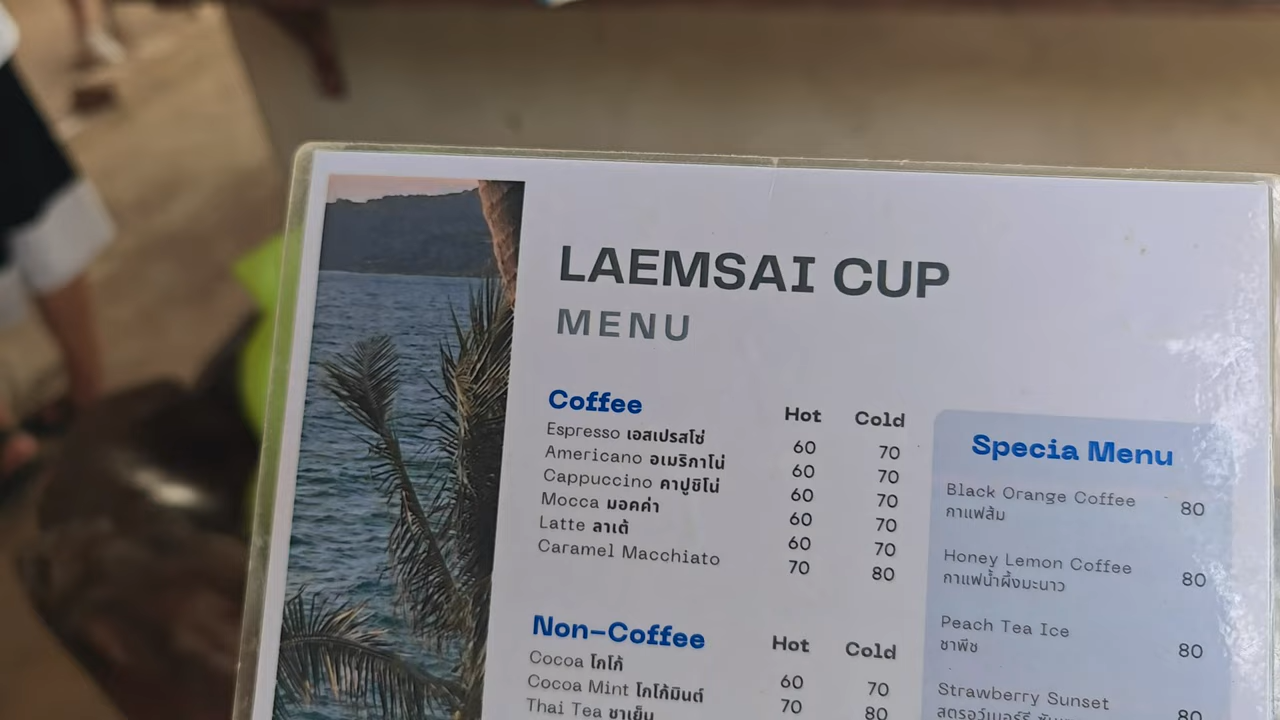 LAEMSAI CUP
MENU
Coffee Hot Cold
Espresso เอสเปรสโซ่ 60 70
Americano อเมริกาโน่ 60 70
Cappuccino คาปูชิโน่ 60 70
Mocca มอคค่า 60 70
Latte ลาเต้ 60 70
Caramel Macchiato 70 80
Non-Coffee Hot Cold
Cocoa โกโก้ 60 70
Cocoa Mint โกโก้มินต์ 70 80
Thai Tea ชาเย็น
Specia Menu
Black Orange Coffee 80
กาแฟส้ม
Honey Lemon Coffee 80
กาแฟน้ำผึ้งมะนาว
Peach Tea Ice 80
ชาพีช
Strawberry Sunset 80